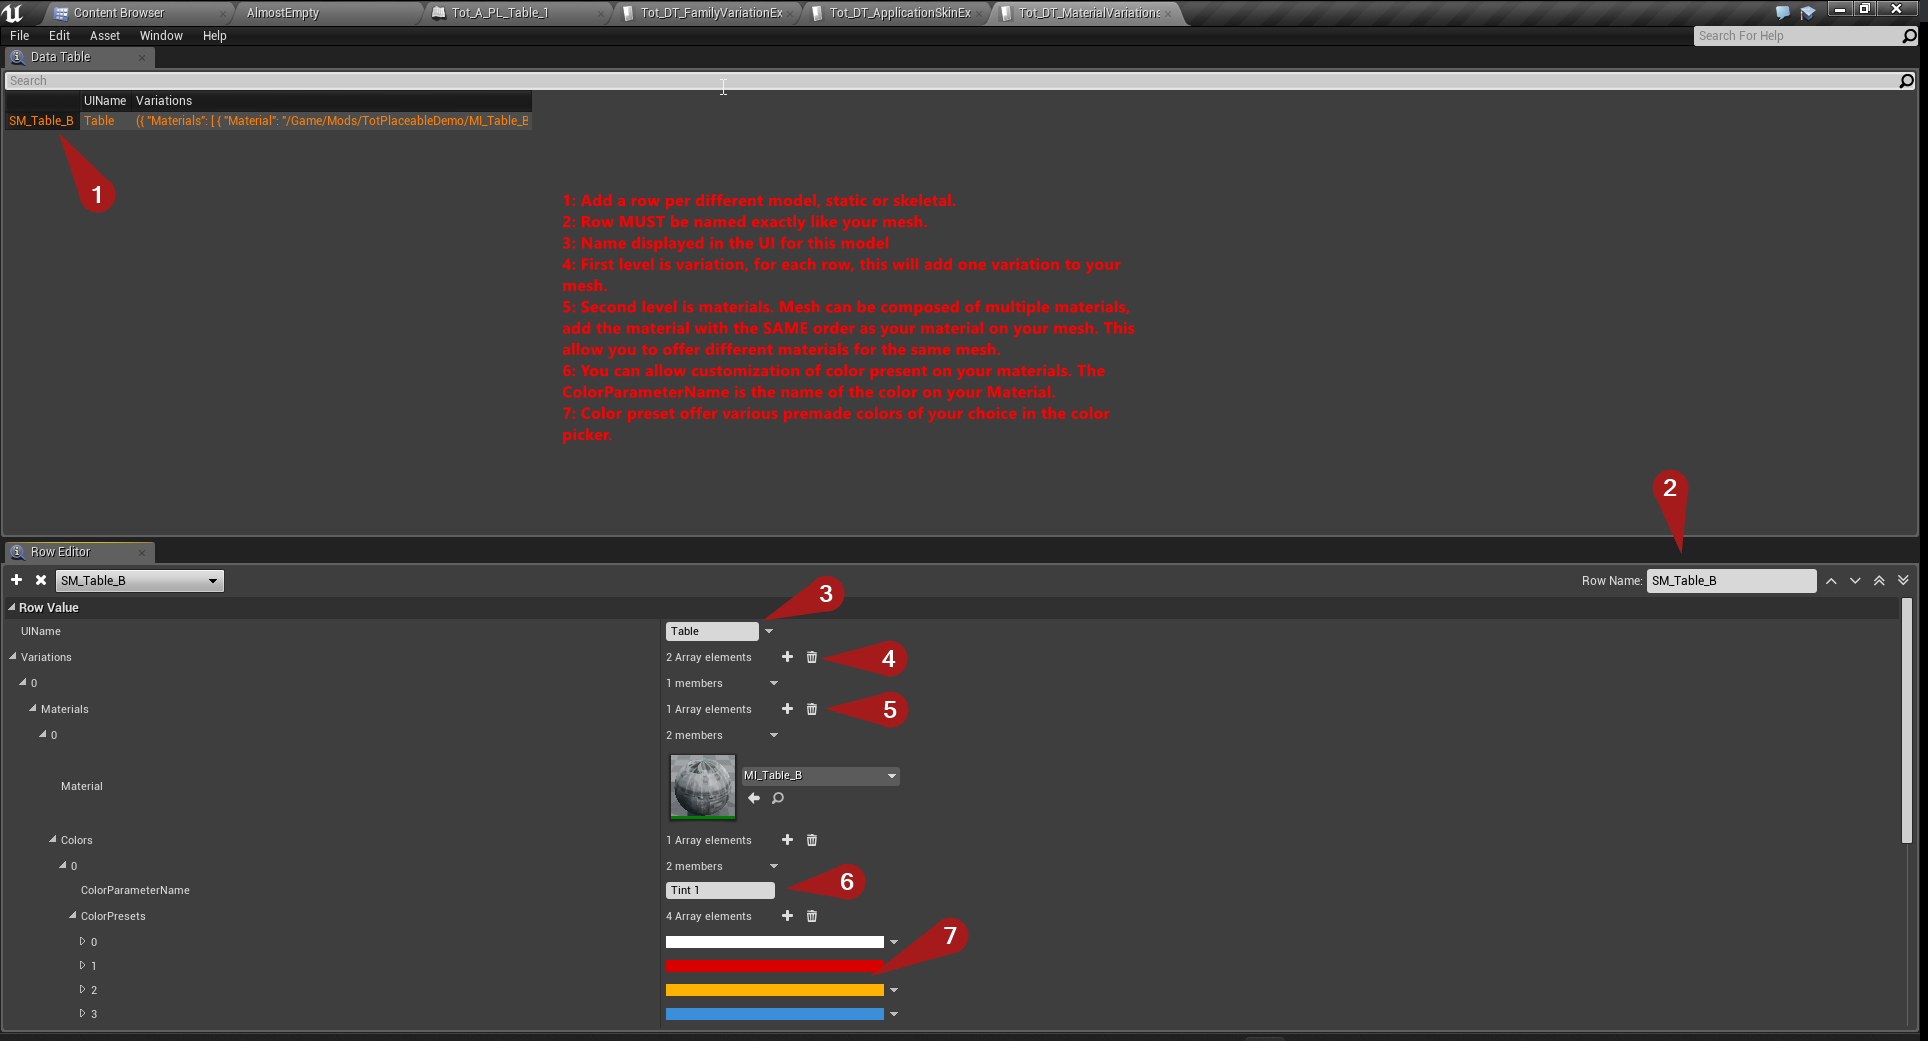 Content Browser
AlmostEmpty
Tot_A_PL_Table_1
Tot_DT_FamilyVariationEx
Tot_DT_ApplicationSkinEx
Tot_DT_MaterialVariations
File Edit Asset Window Help
Search For Help
Data Table
Search
UIName Variations
SM_Table_B Table ({ "Materials": [ { "Material": "/Game/Mods/TotPlaceableDemo/MI_Table_B
1
1: Add a row per different model, static or skeletal.
2: Row MUST be named exactly like your mesh.
3: Name displayed in the UI for this model
4: First level is variation, for each row, this will add one variation to your
mesh.
5: Second level is materials. Mesh can be composed of multiple materials,
add the material with the SAME order as your material on your mesh. This
allow you to offer different materials for the same mesh.
6: You can allow customization of color present on your materials. The
ColorParameterName is the name of the color on your Material.
7: Color preset offer various premade colors of your choice in the color
picker.
2
Row Editor
SM_Table_B
Row Name: SM_Table_B
3
Row Value
UIName Table
Variations 2 Array elements
4
0 1 members
Materials 1 Array elements
5
0 2 members
Material MI_Table_B
Colors 1 Array elements
0 2 members
ColorParameterName Tint 1
6
ColorPresets 4 Array elements
7
0
1
2
3